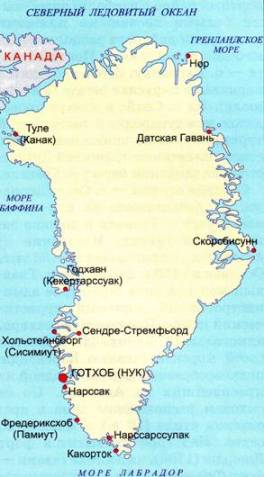 СЕВЕРНЫЙ ЛЕДОВИТЫЙ ОКЕАН
ГРЕНЛАНДСКОЕ
МОРЕ
КАНАДА
Нор
Туле
(Канак)
Датская Гавань
МОРЕ
БАФФИНА
Скорсбисунн
Годхавн
(Кекертарссуак)
Хольстейнсборг
(Сисимиут)
Сендре-Стремфьорд
ГОТХОБ (НУК)
Нарссак
Фредериксхоб
(Памиут)
Нарссарссулак
Какорток
МОРЕ ЛАБРАДОР